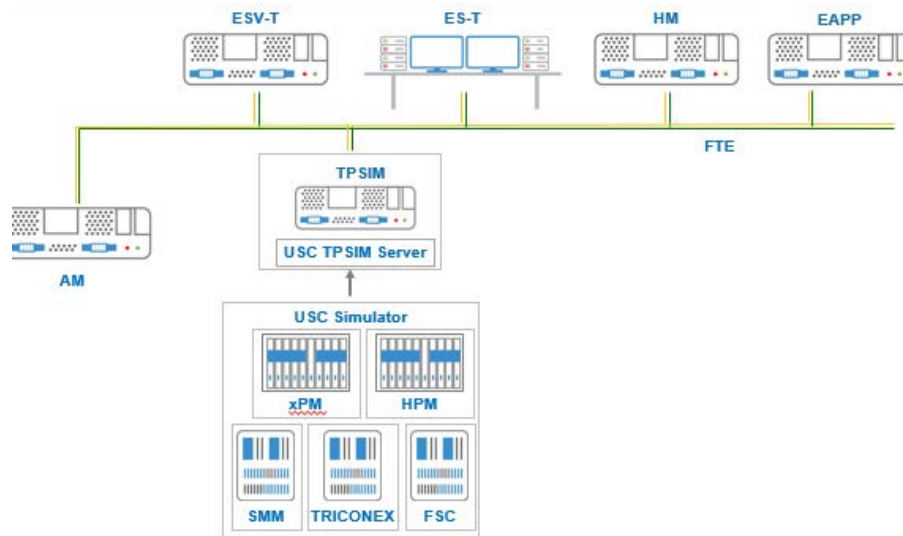 ESV-T
ES-T
HM
EAPP
FTE
TPSIM
USC TPSIM Server
AM
USC Simulator
xPM
HPM
SMM
TRICONEX
FSC